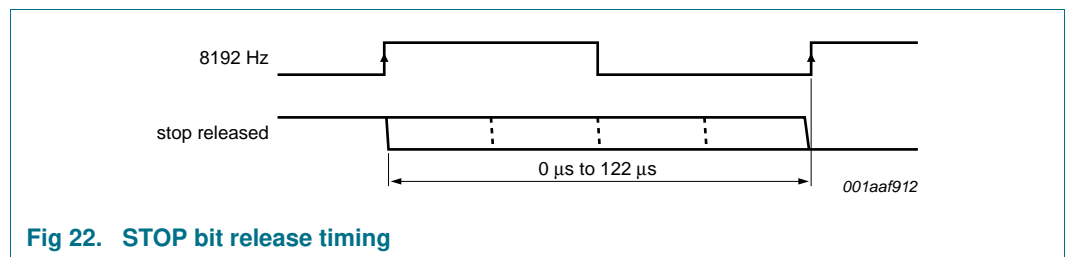 8192 Hz
stop released
0 μs to 122 μs
001aaf912
Fig 22. STOP bit release timing